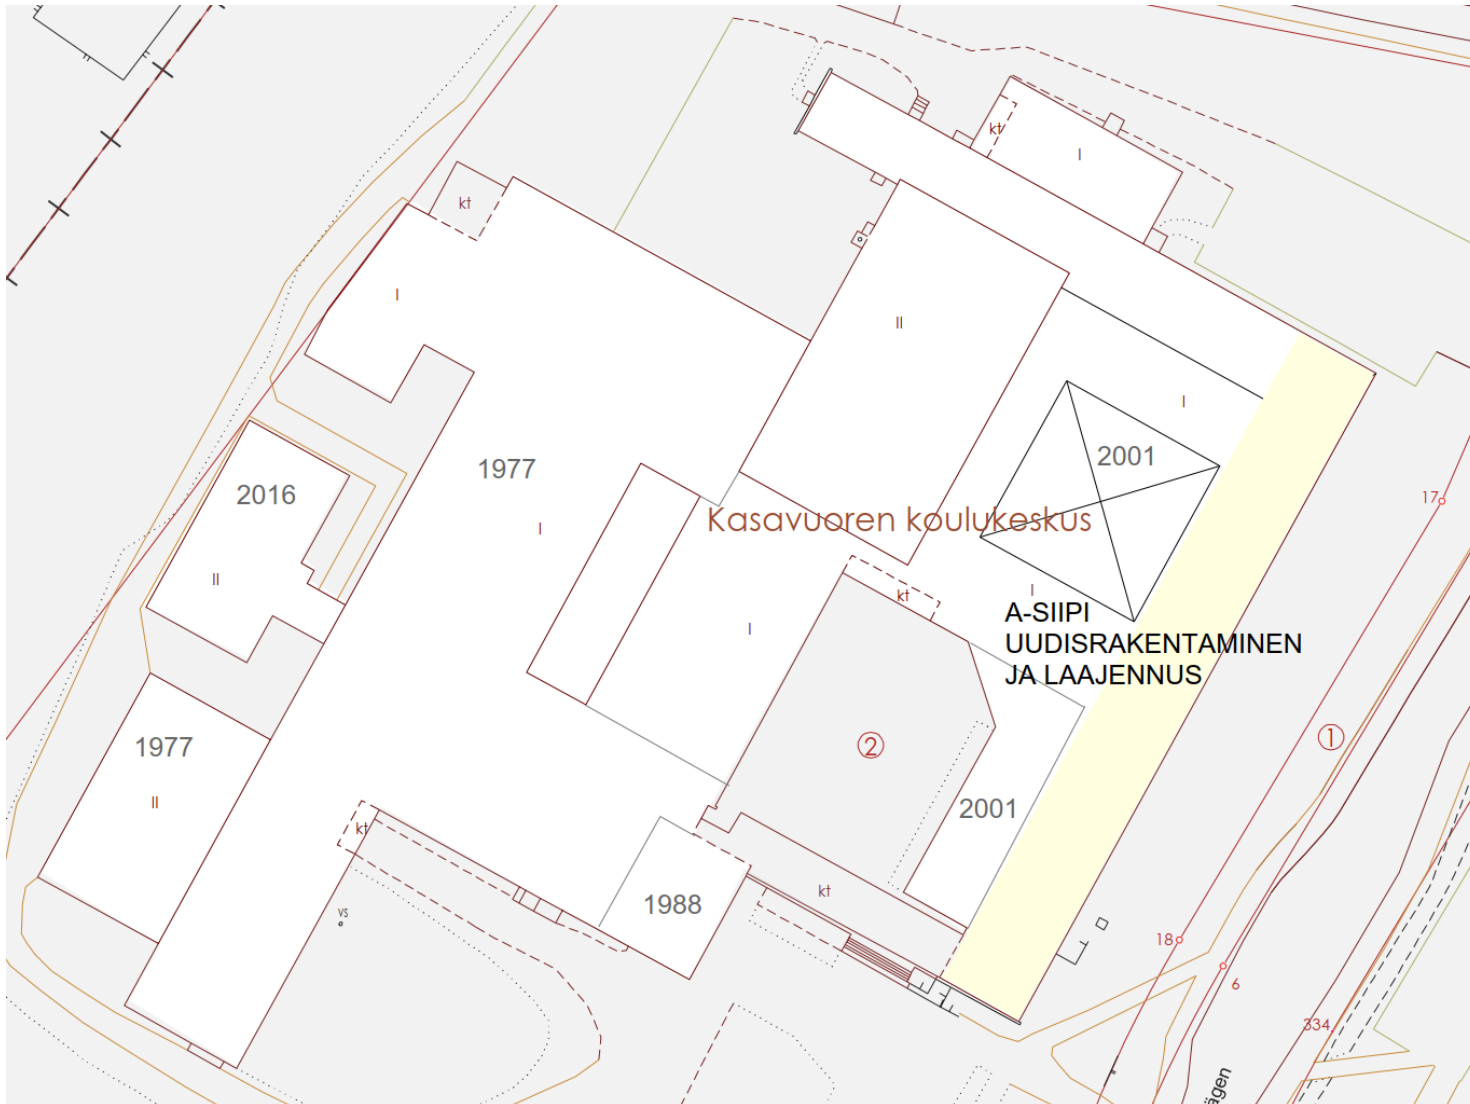 kt
I
kt
I
I
II
I
2001
1977
2016
17
Kasavuoren koulukeskus
I
II
kt
I
A-SIIPI
UUDISRAKENTAMINEN
JA LAAJENNUS
I
1
2
1977
II
2001
kt
kt
1988
vs
18
6
334
ägen